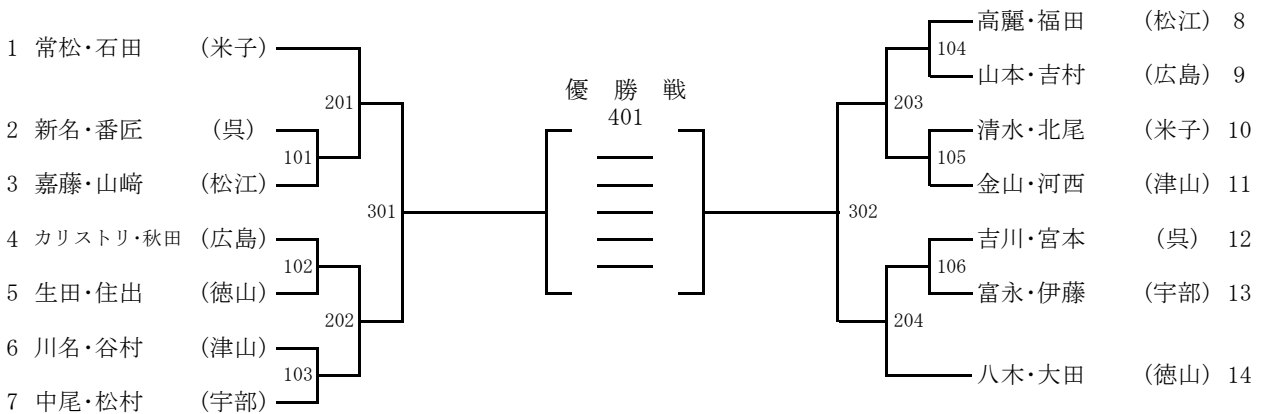 1 常松・石田 (米子)
2 新名・番匠 (呉)
3 嘉藤・山﨑 (松江)
4 カリストリ・秋田 (広島)
5 生田・住出 (徳山)
6 川名・谷村 (津山)
7 中尾・松村 (宇部)
101
102
103
201
202
301
優 勝 戦
401
302
203
204
104
105
106
高麗・福田 (松江) 8
山本・吉村 (広島) 9
清水・北尾 (米子) 10
金山・河西 (津山) 11
吉川・宮本 (呉) 12
富永・伊藤 (宇部) 13
八木・大田 (徳山) 14